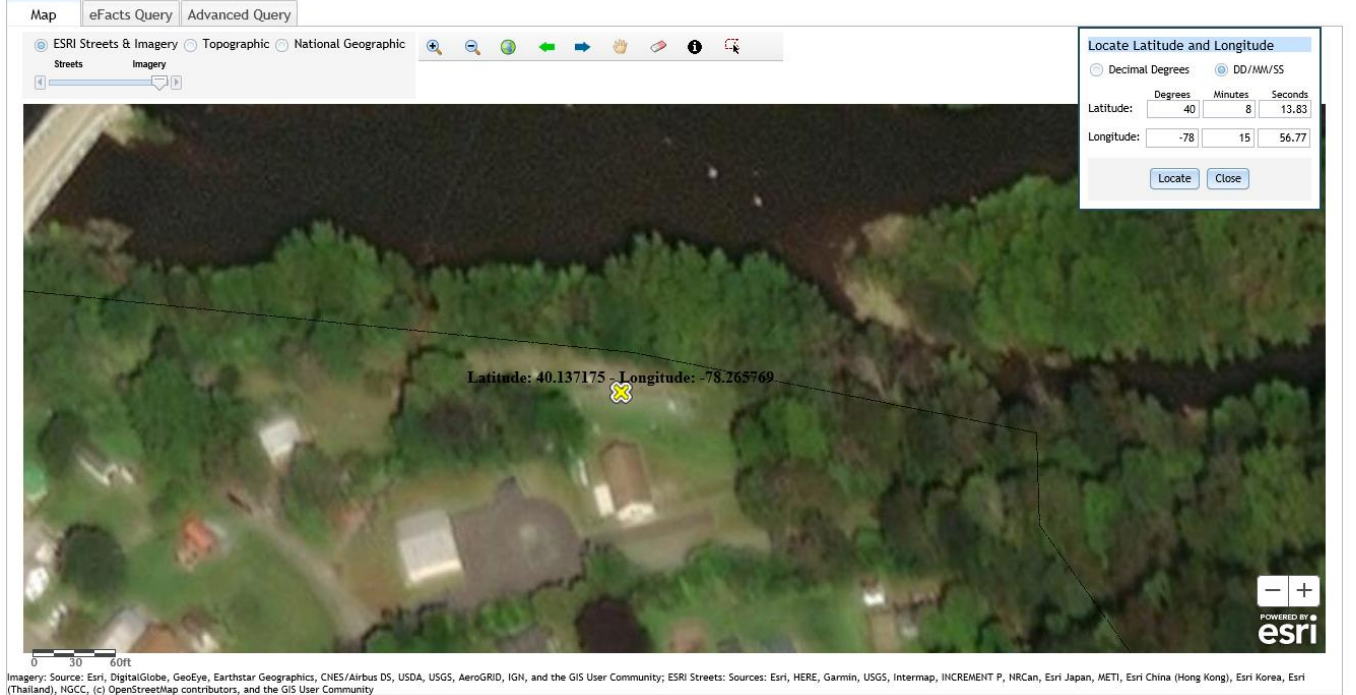 Map eFacts Query Advanced Query
ESRI Streets & Imagery Topographic National Geographic
Streets Imagery
Locate Latitude and Longitude
Decimal Degrees DD/MM/SS
Degrees Minutes Seconds
Latitude: 40 8 13.83
Longitude: -78 15 56.77
Locate Close
Latitude: 40.137175 - Longitude: -78.265769
POWERED BY
esri
0 30 60ft
Imagery: Source: Esri, DigitalGlobe, GeoEye, Earthstar Geographics, CNES/Airbus DS, USDA, USGS, AeroGRID, IGN, and the GIS User Community; ESRI Streets: Sources: Esri, HERE, Garmin, USGS, Intermap, INCREMENT P, NRCan, Esri Japan, METI, Esri China (Hong Kong), Esri Korea, Esri
(Thailand), NGCC, (c) OpenStreetMap contributors, and the GIS User Community